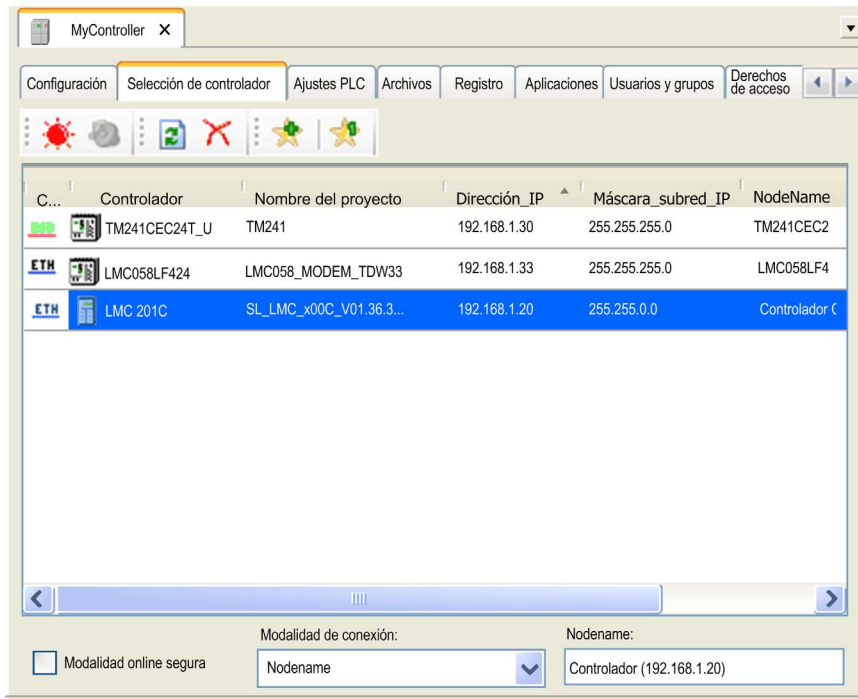 MyController X
Configuración Selección de controlador Ajustes PLC Archivos Registro Aplicaciones Usuarios y grupos Derechos de acceso
C... Controlador Nombre del proyecto Dirección_IP Máscara_subred_IP NodeName
TM241CEC24T_U TM241 192.168.1.30 255.255.255.0 TM241CEC2
ETH LMC058LF424 LMC058_MODEM_TDW33 192.168.1.33 255.255.255.0 LMC058LF4
ETH LMC 201C SL_LMC_x00C_V01.36.3... 192.168.1.20 255.255.0.0 Controlador
Modalidad de conexión: Nodename:
Modalidad online segura Nodename Controlador (192.168.1.20)